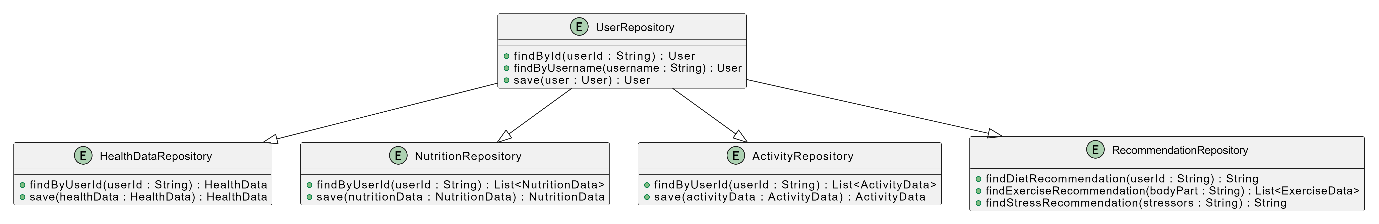 E UserRepository
findById(userId : String) : User
findByUsername(username : String) : User
save(user : User) : User
E HealthDataRepository
findByUserId(userId : String) : HealthData
save(healthData : HealthData) : HealthData
E NutritionRepository
findByUserId(userId : String) : List<NutritionData>
save(nutritionData : NutritionData) : NutritionData
E ActivityRepository
findByUserId(userId : String) : List<ActivityData>
save(activityData : ActivityData) : ActivityData
E RecommendationRepository
findDietRecommendation(userId : String) : String
findExerciseRecommendation(bodyPart : String) : List<ExerciseData>
findStressRecommendation(stressors : String) : String